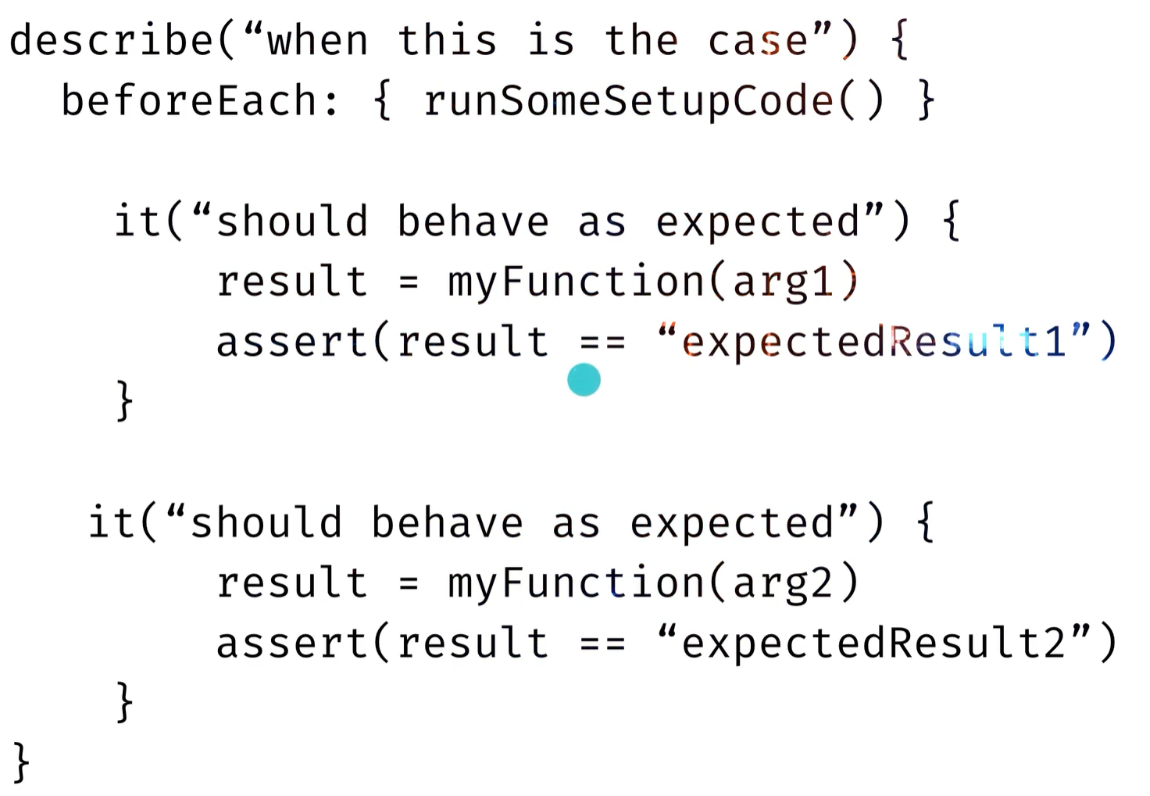 describe(“when this is the case”) {
beforeEach: { runSomeSetupCode() }
it(“should behave as expected”) {
result = myFunction(arg1)
assert(result == “expectedResult1”)
}
it(“should behave as expected”) {
result = myFunction(arg2)
assert(result == “expectedResult2”)
}
}